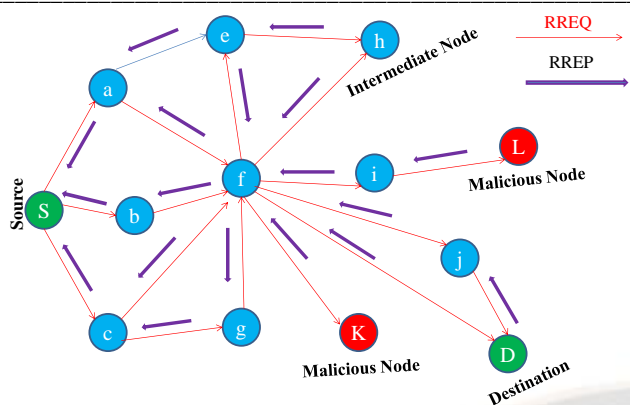 RREQ
e
h
RREP
Intermediate Node
a
L
Malicious Node
f
i
Source
S
b
j
c
g
K
D
Malicious Node
Destination